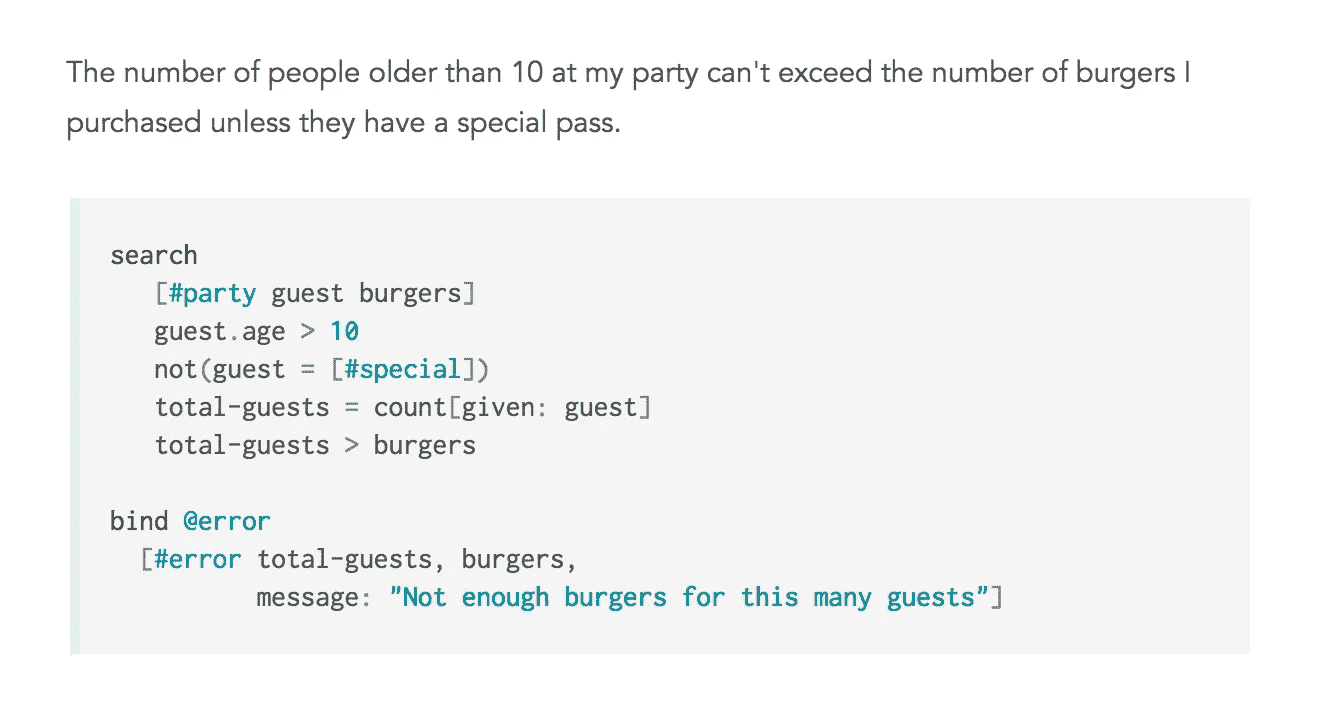 The number of people older than 10 at my party can't exceed the number of burgers I
purchased unless they have a special pass.
search
[#party guest burgers]
guest.age > 10
not(guest = [#special])
total-guests = count[given: guest]
total-guests > burgers
bind @error
[#error total-guests, burgers,
message: "Not enough burgers for this many guests"]